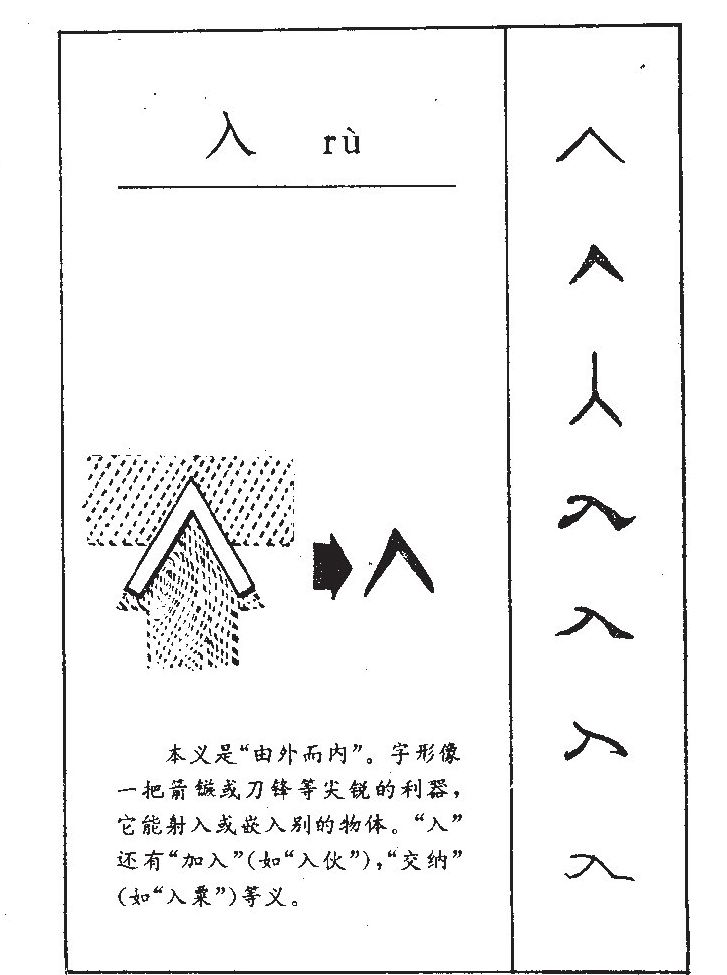 入 rù
本义是“由外而内”。字形像
一把箭镞或刀锋等尖锐的利器，
它能射入或嵌入别的物体。“入”
还有“加入”(如“入伙”)，“交纳”
(如“入粟”)等义。